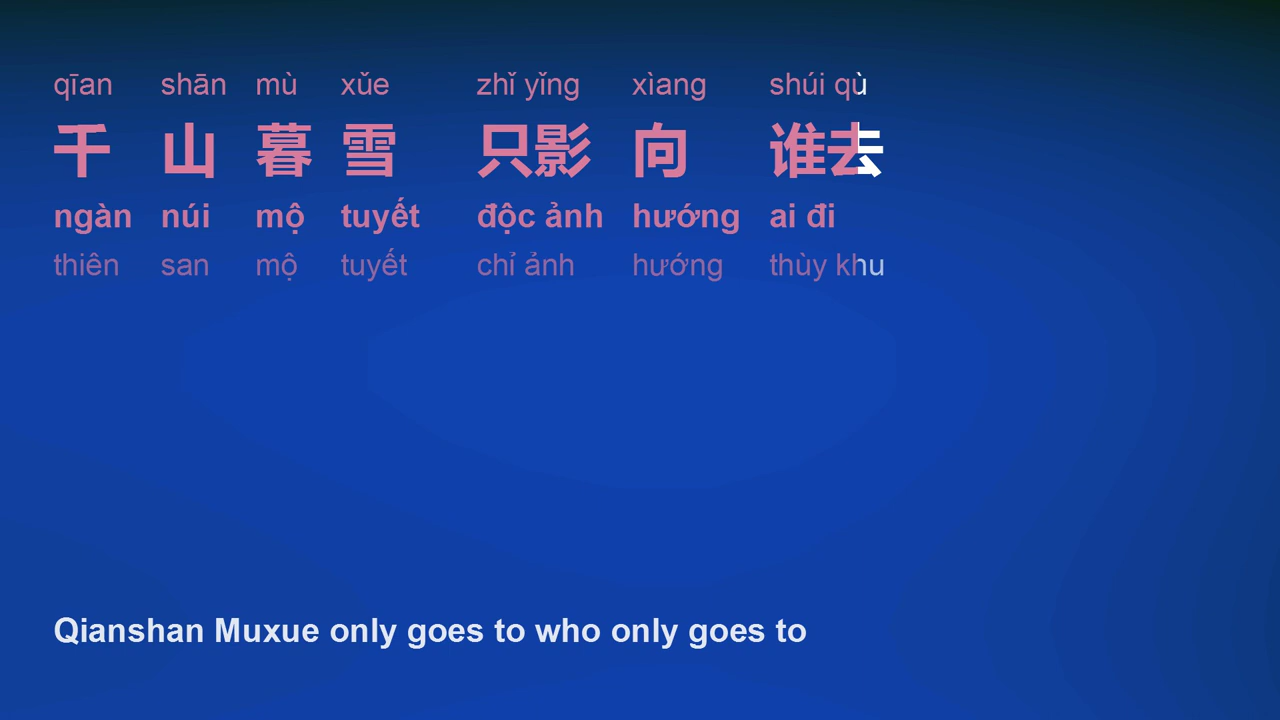 qīan shān mù xǔe zhǐ yǐng xìang shúi qù
千 山 暮 雪 只影 向 谁去
ngàn núi mộ tuyết độc ảnh hướng ai đi
thiên san mộ tuyết chỉ ảnh hướng thùy khu
Qianshan Muxue only goes to who only goes to